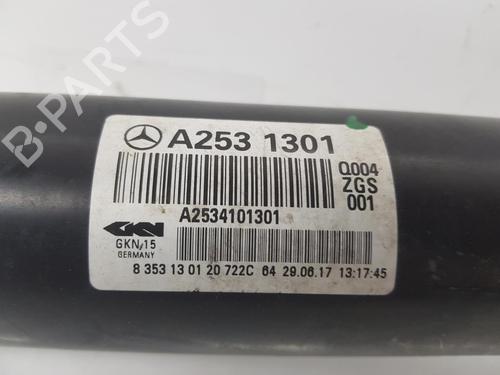 A253 1301
Q004
ZGS
001
A2534101301
GKN
GKN/15
GERMANY
8 353 13 01 20 722C 64 29.06.17 13:17:45
B-PARTS